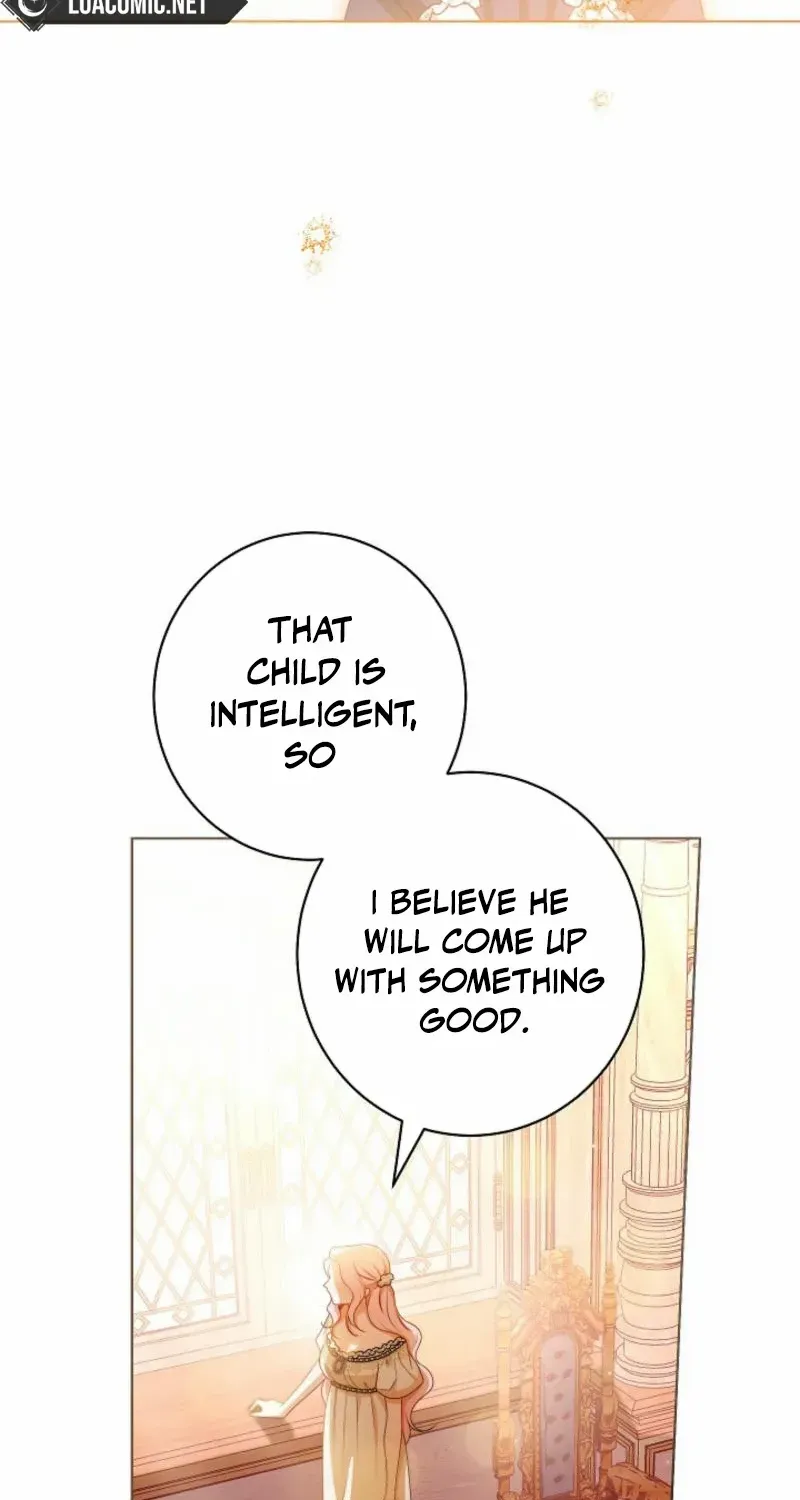 LUACOMIC.NET
THAT
CHILD IS
INTELLIGENT,
SO
I BELIEVE HE
WILL COME UP
WITH SOMETHING
GOOD.